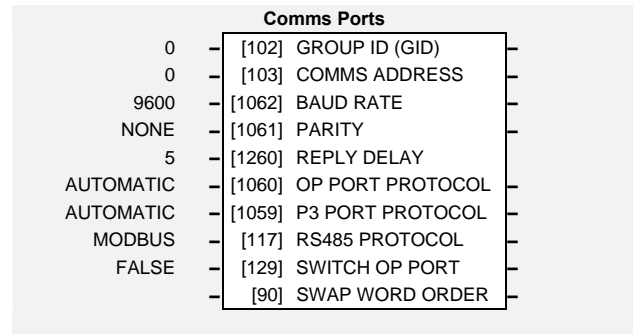 Comms Ports
0 – [102] GROUP ID (GID) –
0 – [103] COMMS ADDRESS –
9600 – [1062] BAUD RATE –
NONE – [1061] PARITY –
5 – [1260] REPLY DELAY
AUTOMATIC – [1060] OP PORT PROTOCOL –
AUTOMATIC – [1059] P3 PORT PROTOCOL –
MODBUS – [117] RS485 PROTOCOL –
FALSE – [129] SWITCH OP PORT –
– [90] SWAP WORD ORDER –